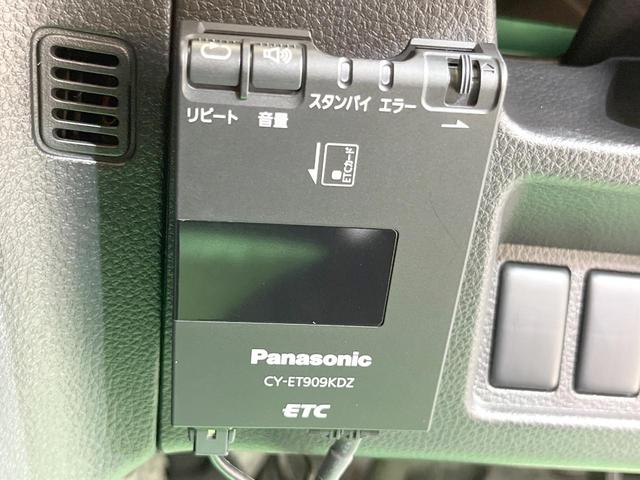 リピート 音量 スタンバイ エラー
ETCカード
Panasonic
CY-ET909KDZ
ETC